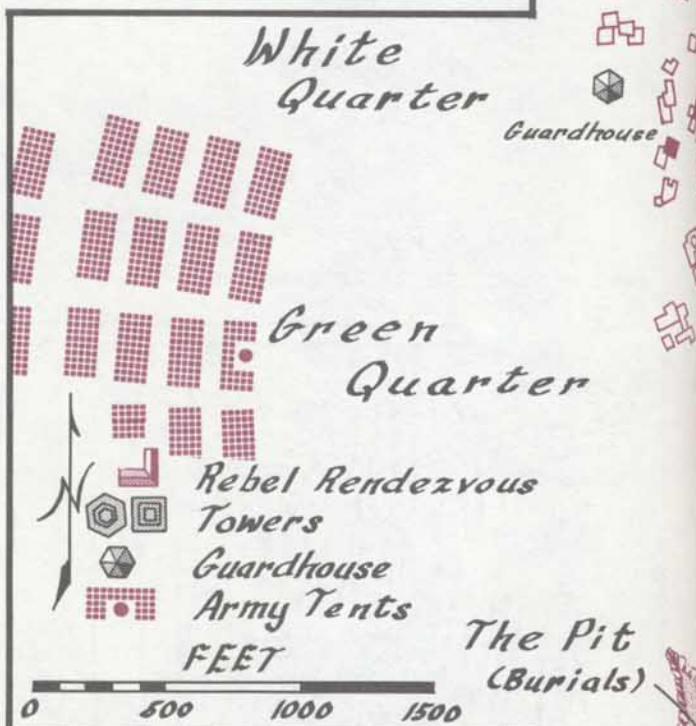 White
Quarter
Guardhouse
Green
Quarter
N
Rebel Rendezvous
Towers
Guardhouse
Army Tents
The Pit
(Burials)
FEET
0 500 1000 1500